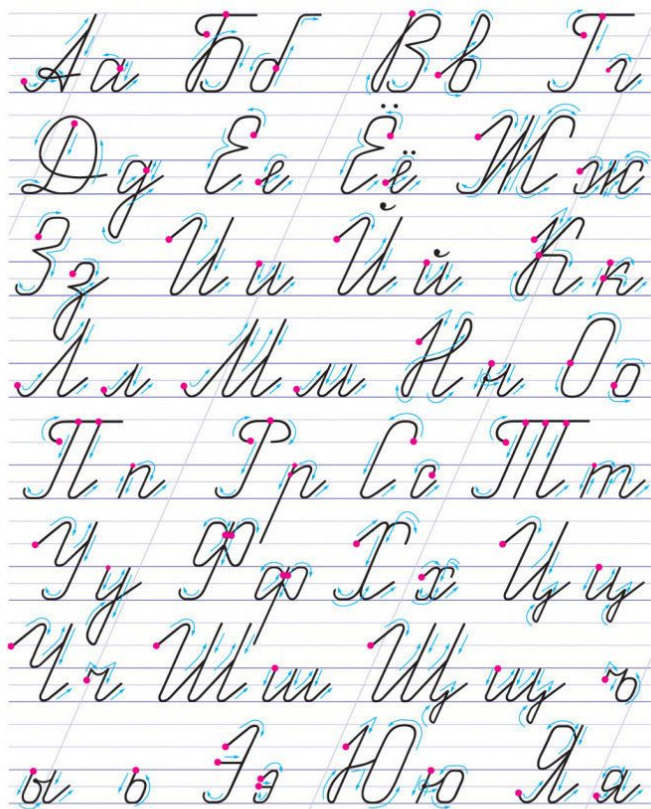 Аа Бб Вв Гг
Дд Ее Ёё Жж
Зз Ии Йй Кк
Лл Мм Нн Оо
Пп Рр Сс Тт
Уу Фф Хх Цц
Чч Шш Щщ ъ
ы ь Ээ Юю Яя